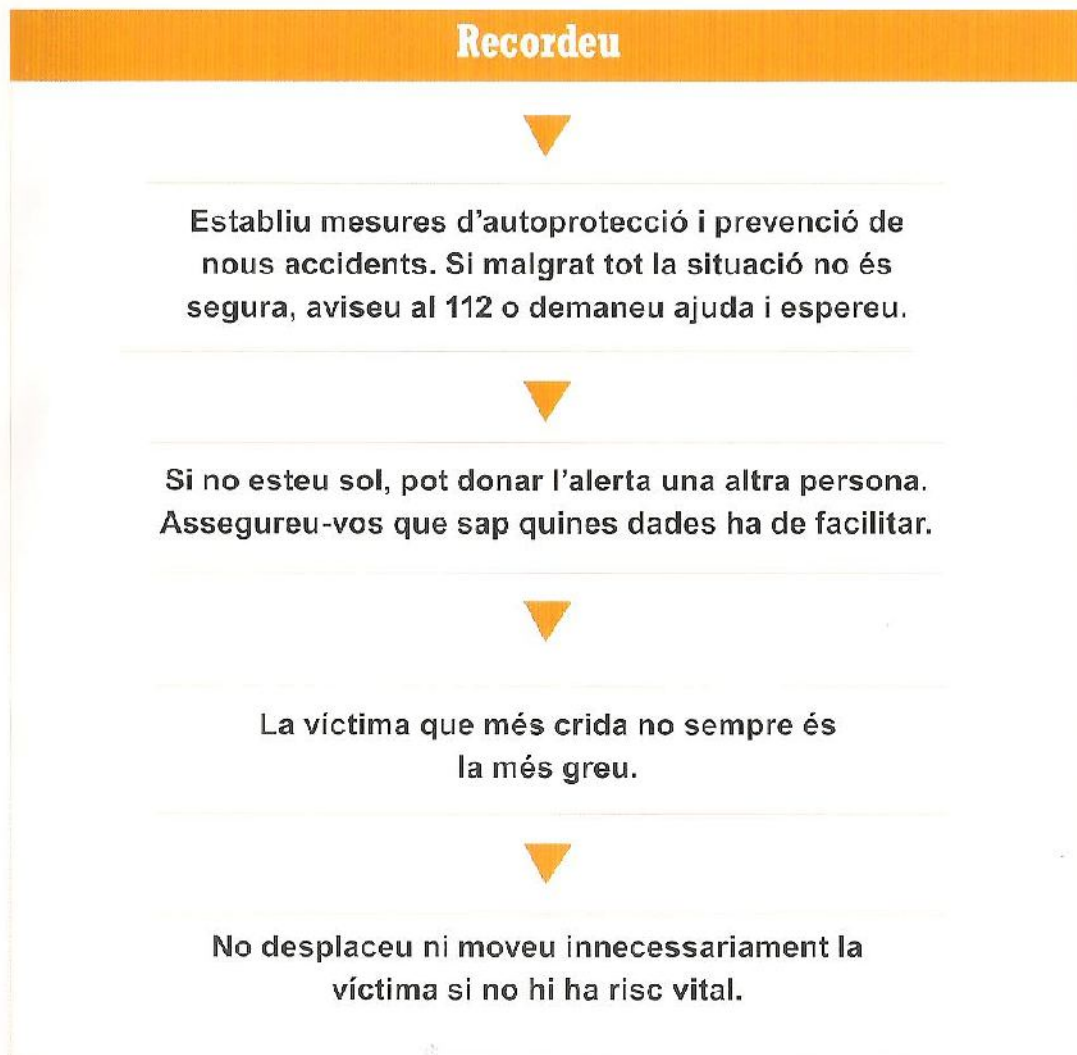 Recordeu
Establiu mesures d'autoprotecció i prevenció de
nous accidents. Si malgrat tot la situació no és
segura, aviseu al 112 o demaneu ajuda i espereu.
Si no esteu sol, pot donar l'alerta una altra persona.
Assegureu-vos que sap quines dades ha de facilitar.
La víctima que més crida no sempre és
la més greu.
No desplaceu ni moveu innecessariament la
víctima si no hi ha risc vital.